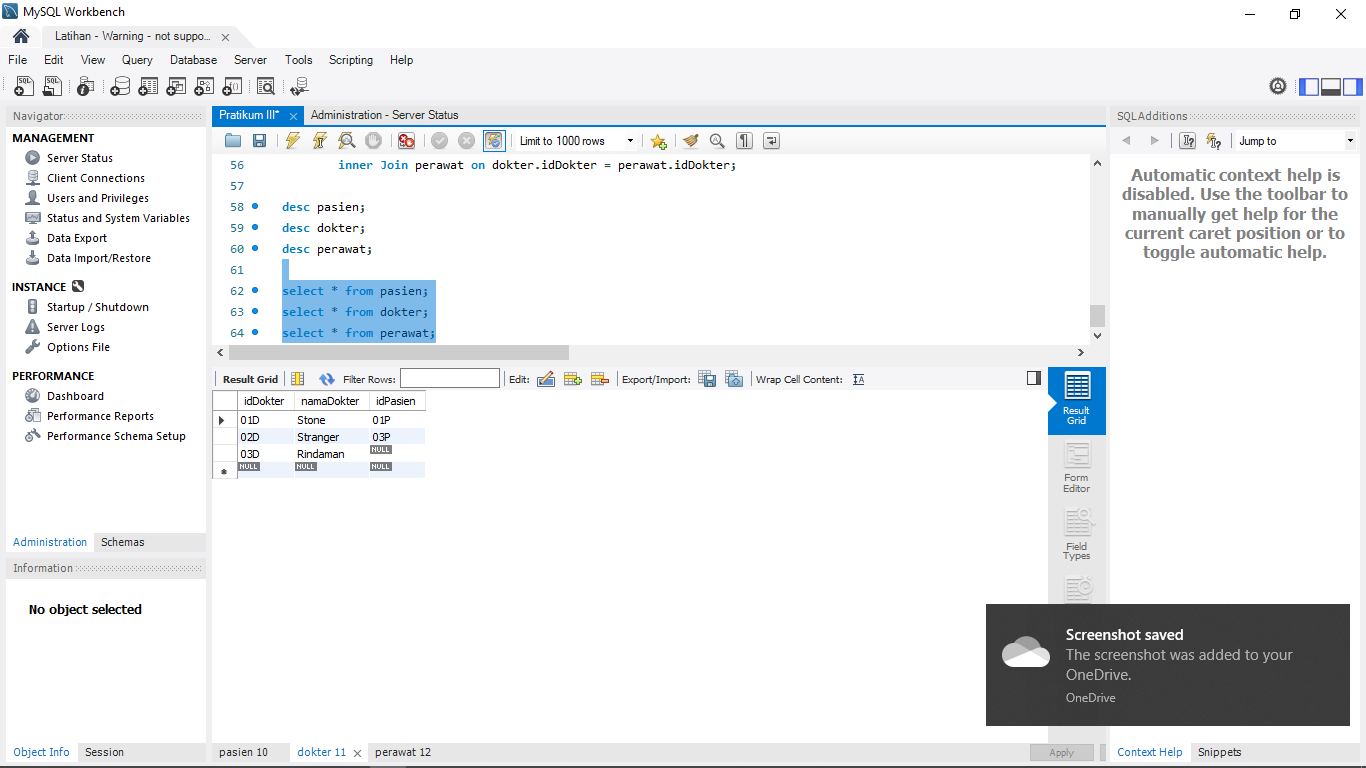 MySQL Workbench
Latihan - Warning - not suppo...
File Edit View Query Database Server Tools Scripting Help
Navigator
MANAGEMENT
Server Status
Client Connections
Users and Privileges
Status and System Variables
Data Export
Data Import/Restore
INSTANCE
Startup / Shutdown
Server Logs
Options File
PERFORMANCE
Dashboard
Performance Reports
Performance Schema Setup
Administration Schemas
Information
No object selected
Object Info Session
Pratikum III* Administration - Server Status
Limit to 1000 rows
56 inner Join perawat on dokter.idDokter = perawat.idDokter;
57
58 desc pasien;
59 desc dokter;
60 desc perawat;
61
62 select * from pasien;
63 select * from dokter;
64 select * from perawat;
Result Grid Filter Rows: Edit: Export/Import: Wrap Cell Content:
idDokter namaDokter idPasien
01D Stone 01P
02D Stranger 03P
03D Rindaman NULL
NULL NULL NULL
Result
Grid
Form
Editor
Field
Types
pasien 10 dokter 11 perawat 12
Apply
SQLAdditions
Jump to
Automatic context help is
disabled. Use the toolbar to
manually get help for the
current caret position or to
toggle automatic help.
Screenshot saved
The screenshot was added to your
OneDrive.
OneDrive
Context Help Snippets